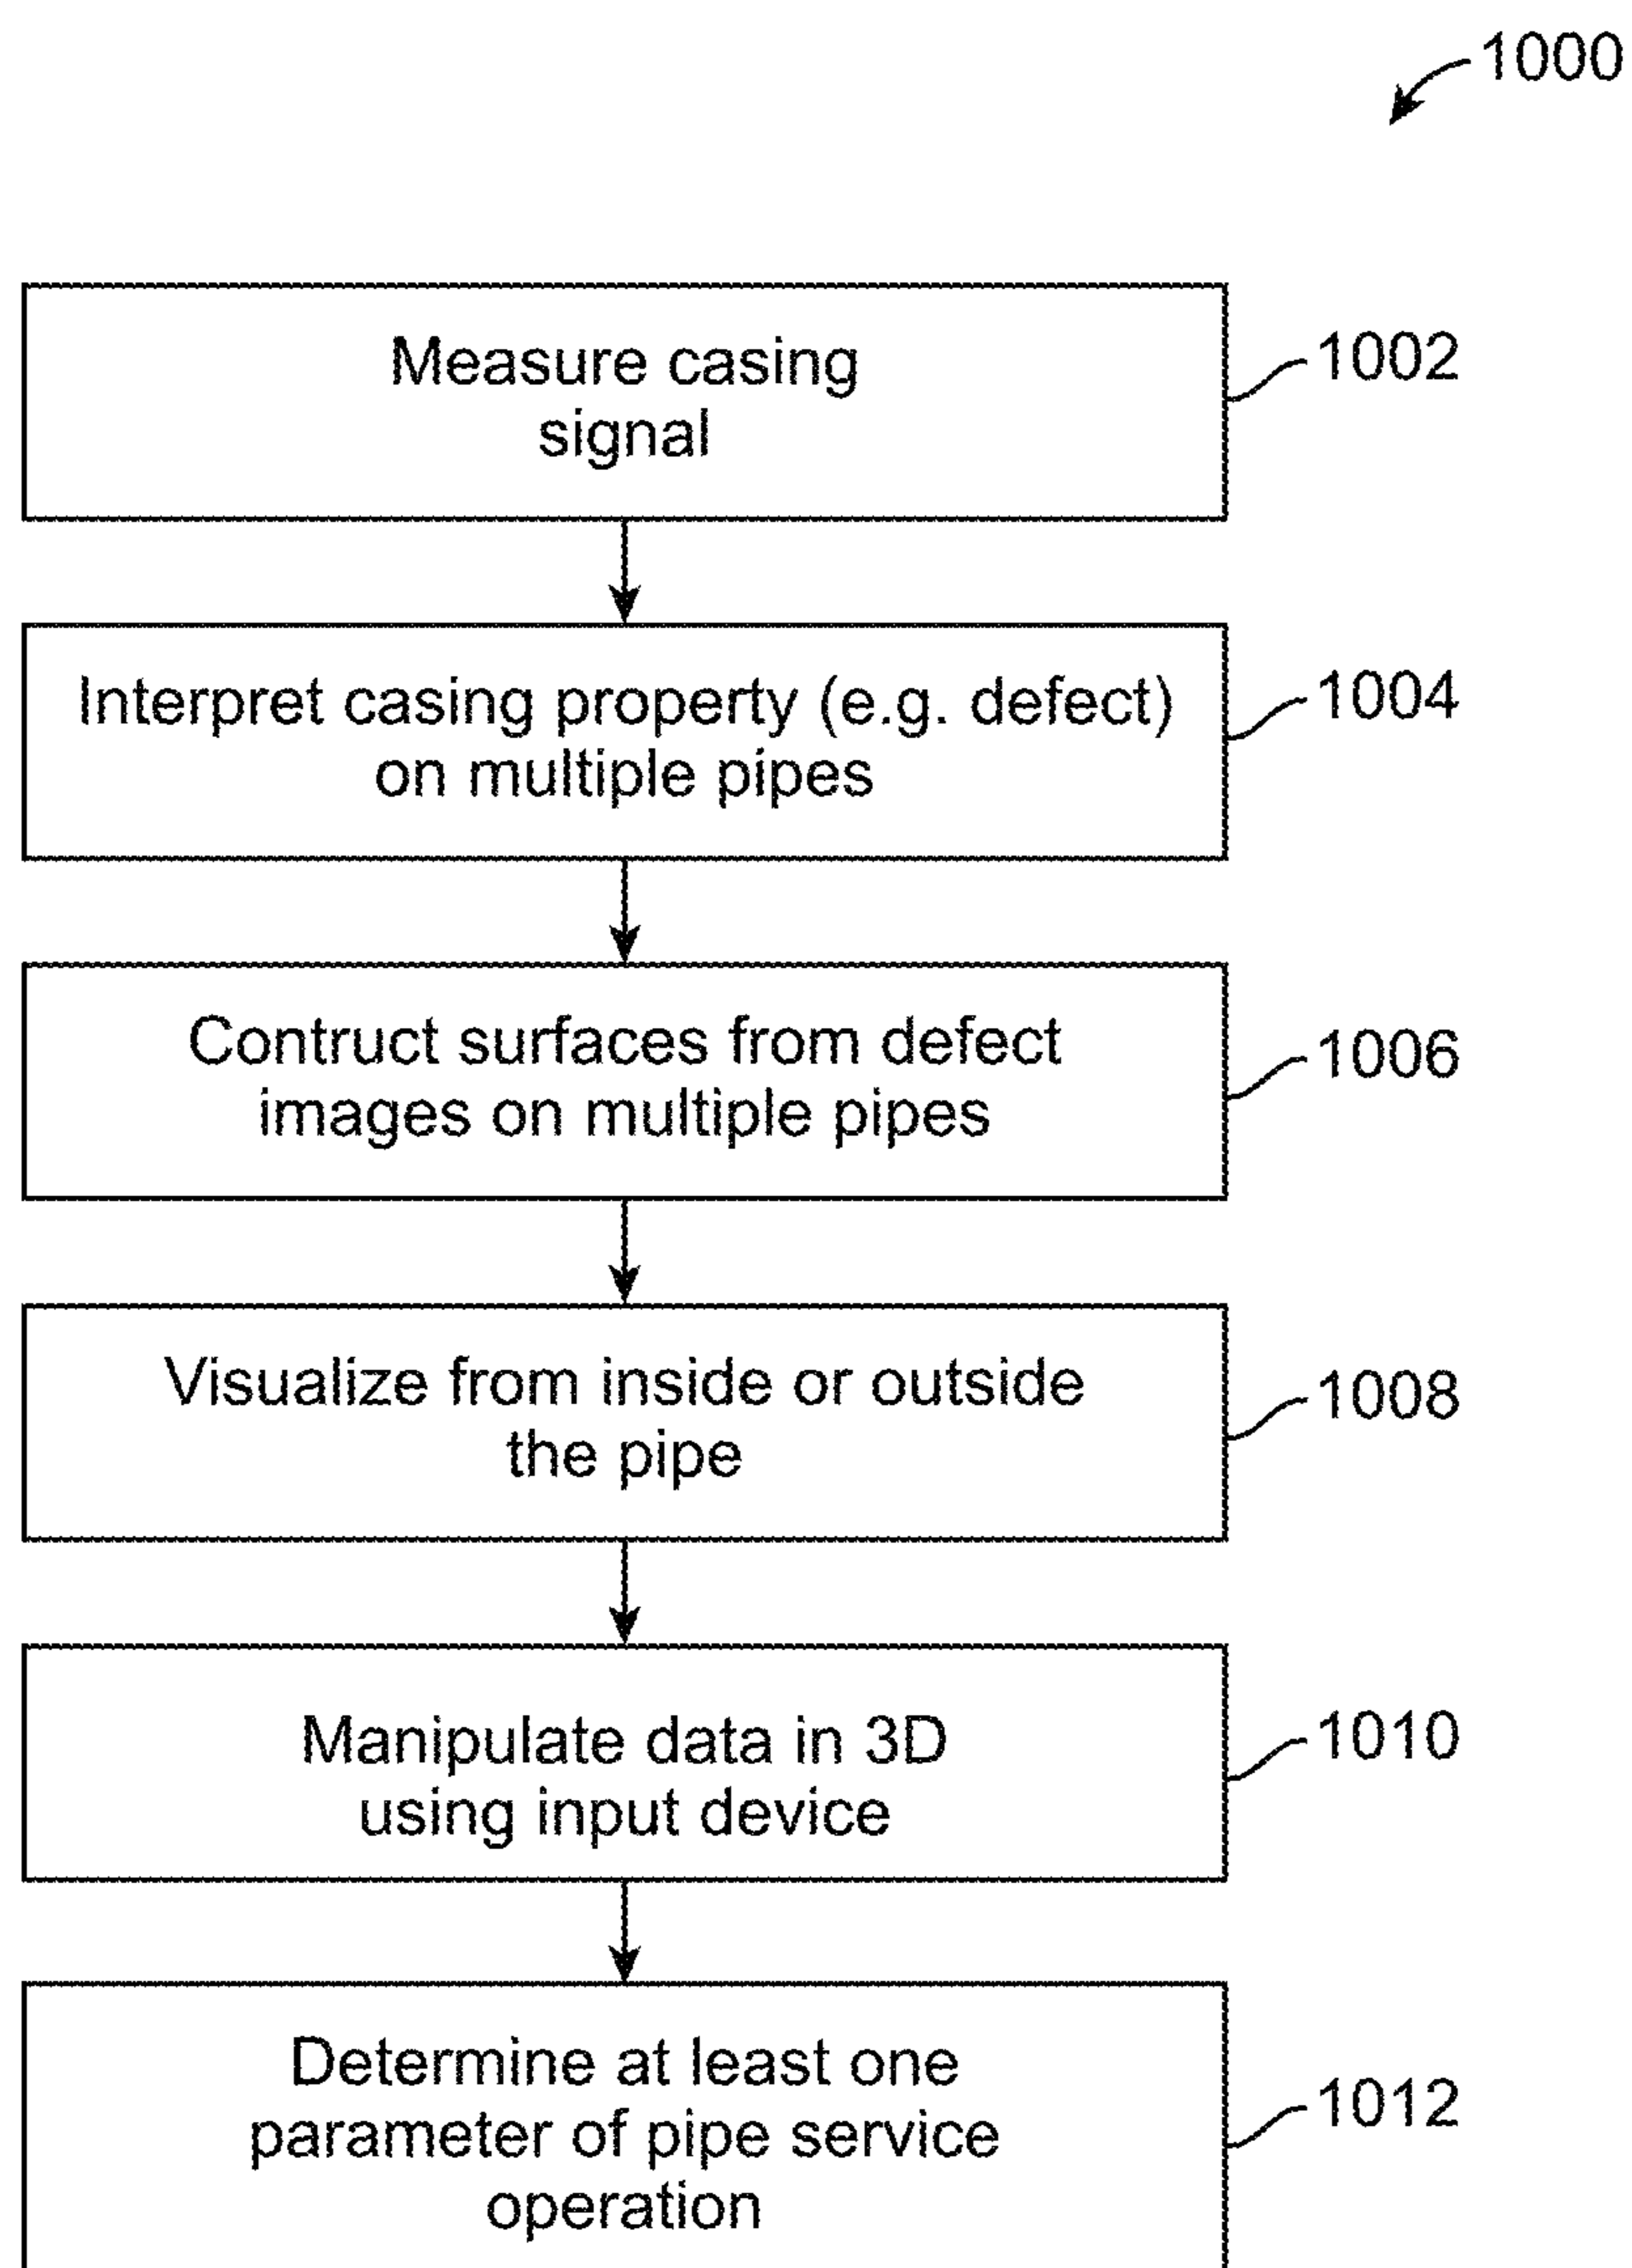 1000
Measure casing
signal
1002
Interpret casing property (e.g. defect)
on multiple pipes
1004
Contruct surfaces from defect
images on multiple pipes
1006
Visualize from inside or outside
the pipe
1008
Manipulate data in 3D
using input device
1010
Determine at least one
parameter of pipe service
operation
1012